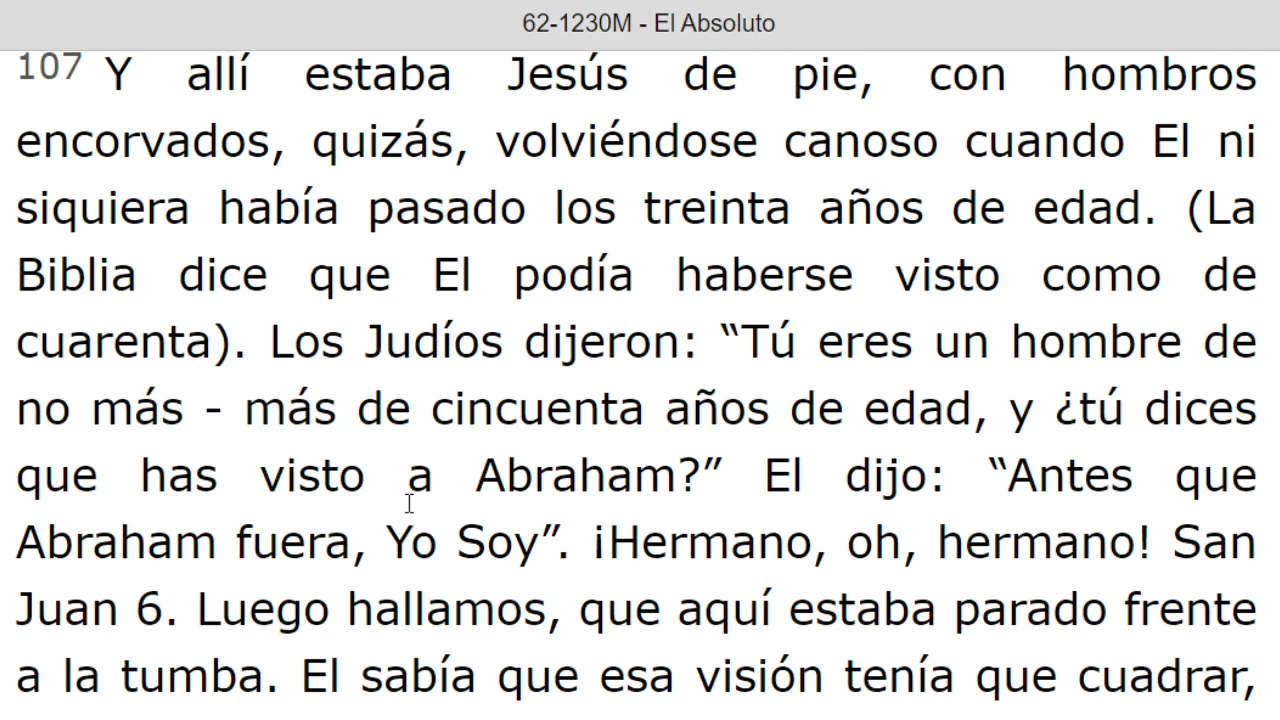 62-1230M - El Absoluto
107 Y allí estaba Jesús de pie, con hombros
encorvados, quizás, volviéndose canoso cuando El ni
siquiera había pasado los treinta años de edad. (La
Biblia dice que El podía haberse visto como de
cuarenta). Los Judíos dijeron: “Tú eres un hombre de
no más - más de cincuenta años de edad, y ¿tú dices
que has visto a Abraham?” El dijo: “Antes que
Abraham fuera, Yo Soy”. ¡Hermano, oh, hermano! San
Juan 6. Luego hallamos, que aquí estaba parado frente
a la tumba. El sabía que esa visión tenía que cuadrar,